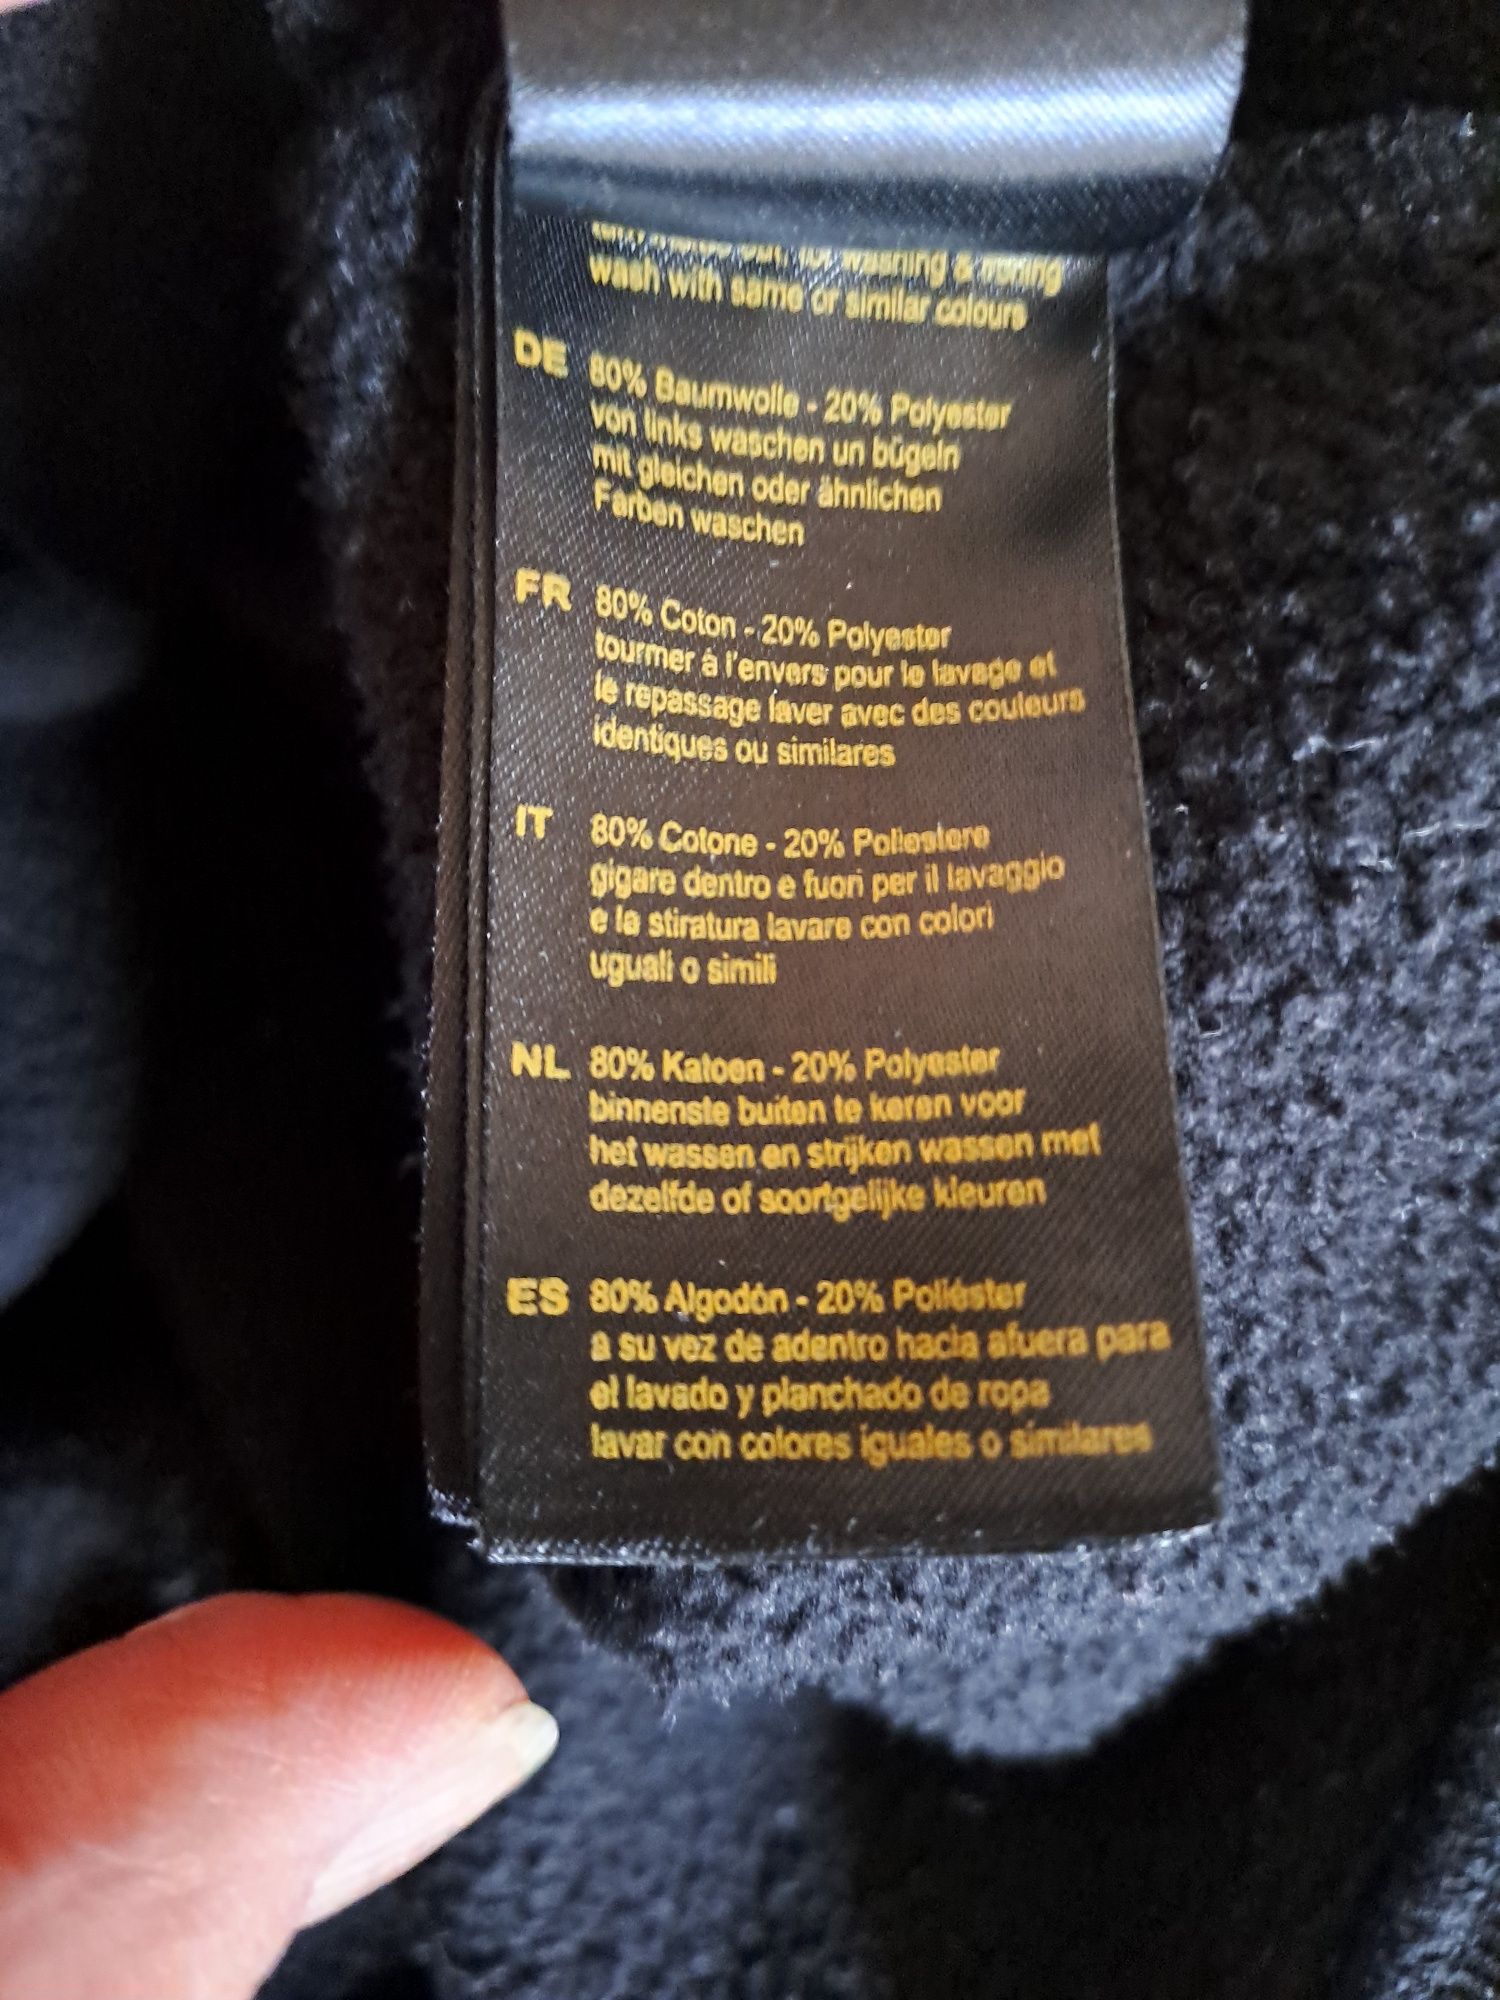 washing & ironing
wash with same or similar colours
DE 80% Baumwolle - 20% Polyester
von links waschen un bügeln
mit gleichen oder ähnlichen
Farben waschen
FR 80% Coton - 20% Polyester
tourmer à l'envers pour le lavage et
le repassage laver avec des couleurs
identiques ou similares
IT 80% Cotone - 20% Poliestere
gigare dentro e fuori per il lavaggio
e la stiratura lavare con colori
uguali o simili
NL 80% Katoen - 20% Polyester
binnenste buiten te keren voor
het wassen en strijken wassen met
dezelfde of soortgelijke kleuren
ES 80% Algodón - 20% Poliéster
a su vez de adentro hacia afuera para
el lavado y planchado de ropa
lavar con colores iguales o similares